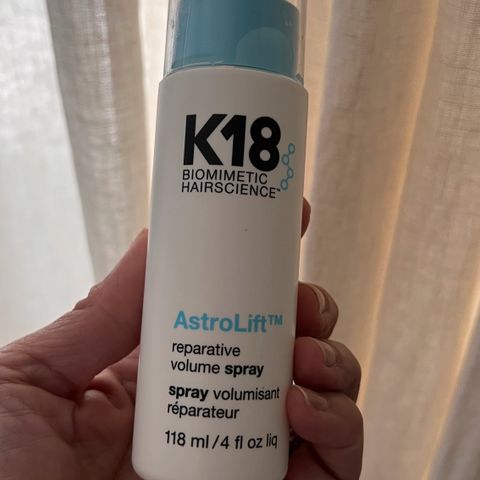 K18
BIOMIMETIC
HAIRSCIENCE™
AstroLift™
reparative
volume spray
spray volumisant
réparateur
118 ml / 4 fl oz liq